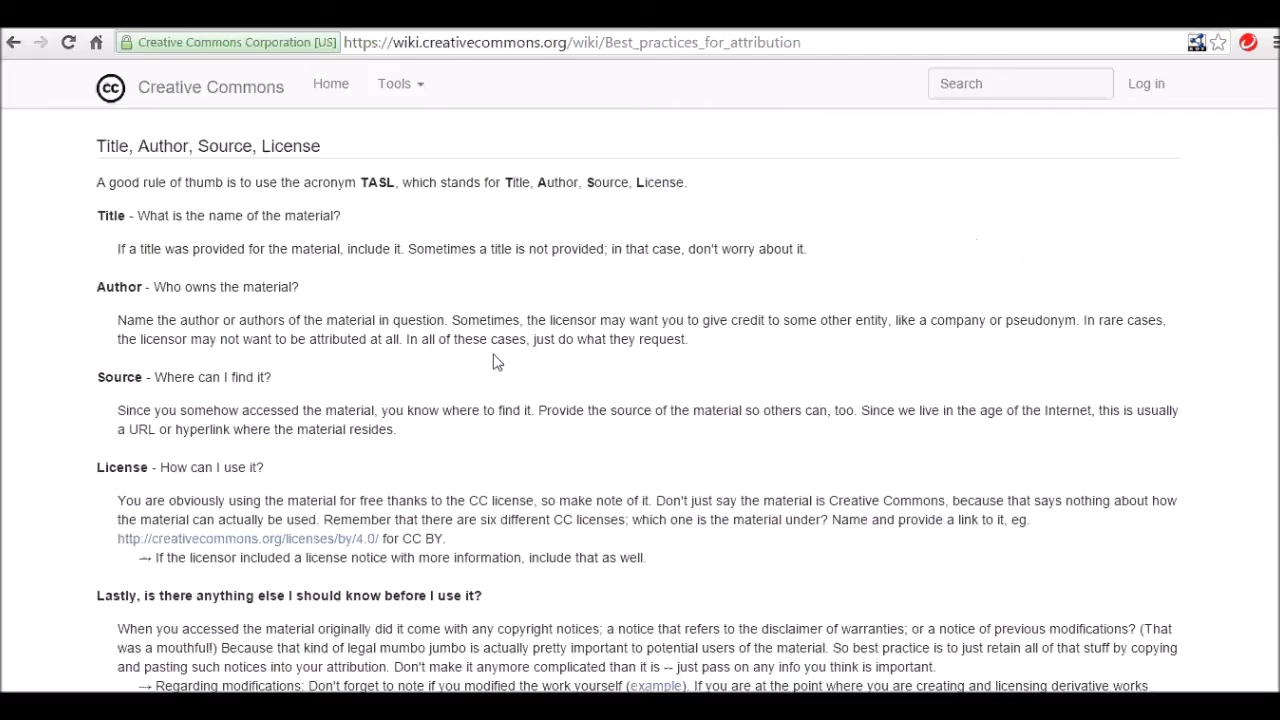 Creative Commons Corporation [US] https://wiki.creativecommons.org/wiki/Best_practices_for_attribution
cc Creative Commons Home Tools Search Log in
Title, Author, Source, License
A good rule of thumb is to use the acronym TASL, which stands for Title, Author, Source, License.
Title - What is the name of the material?
If a title was provided for the material, include it. Sometimes a title is not provided; in that case, don't worry about it.
Author - Who owns the material?
Name the author or authors of the material in question. Sometimes, the licensor may want you to give credit to some other entity, like a company or pseudonym. In rare cases,
the licensor may not want to be attributed at all. In all of these cases, just do what they request.
Source - Where can I find it?
Since you somehow accessed the material, you know where to find it. Provide the source of the material so others can, too. Since we live in the age of the Internet, this is usually
a URL or hyperlink where the material resides.
License - How can I use it?
You are obviously using the material for free thanks to the CC license, so make note of it. Don't just say the material is Creative Commons, because that says nothing about how
the material can actually be used. Remember that there are six different CC licenses; which one is the material under? Name and provide a link to it, eg.
http://creativecommons.org/licenses/by/4.0/ for CC BY.
→ If the licensor included a license notice with more information, include that as well.
Lastly, is there anything else I should know before I use it?
When you accessed the material originally did it come with any copyright notices; a notice that refers to the disclaimer of warranties; or a notice of previous modifications? (That
was a mouthful!) Because that kind of legal mumbo jumbo is actually pretty important to potential users of the material. So best practice is to just retain all of that stuff by copying
and pasting such notices into your attribution. Don't make it anymore complicated than it is -- just pass on any info you think is important.
→ Regarding modifications: Don't forget to note if you modified the work yourself (example). If you are at the point where you are creating and licensing derivative works